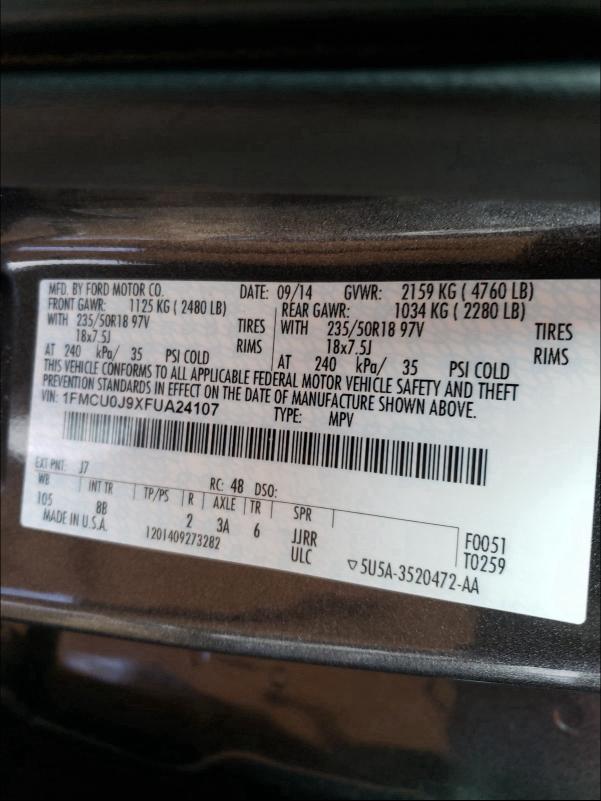 MFD. BY FORD MOTOR CO. DATE: 09/14 GVWR: 2159 KG ( 4760 LB)
FRONT GAWR: 1125 KG ( 2480 LB) REAR GAWR: 1034 KG ( 2280 LB)
WITH 235/50R18 97V TIRES WITH 235/50R18 97V TIRES
18x7.5J RIMS 18x7.5J RIMS
AT 240 kPa/ 35 PSI COLD AT 240 kPa/ 35 PSI COLD
THIS VEHICLE CONFORMS TO ALL APPLICABLE FEDERAL MOTOR VEHICLE SAFETY AND THEFT
PREVENTION STANDARDS IN EFFECT ON THE DATE OF MANUFACTURE SHOWN ABOVE.
VIN: 1FMCU0J9XFUA24107 TYPE: MPV
EXT PNT: J7 RC: 48 DSO:
WB INT TR TP/PS R AXLE TR SPR
105 8B 2 3A 6 JJRR F0051
MADE IN U.S.A. 1201409273282 ULC ▽5U5A-3520472-AA T0259